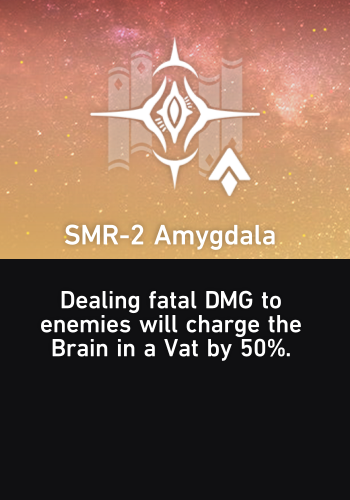 SMR-2 Amygdala
Dealing fatal DMG to
enemies will charge the
Brain in a Vat by 50%.